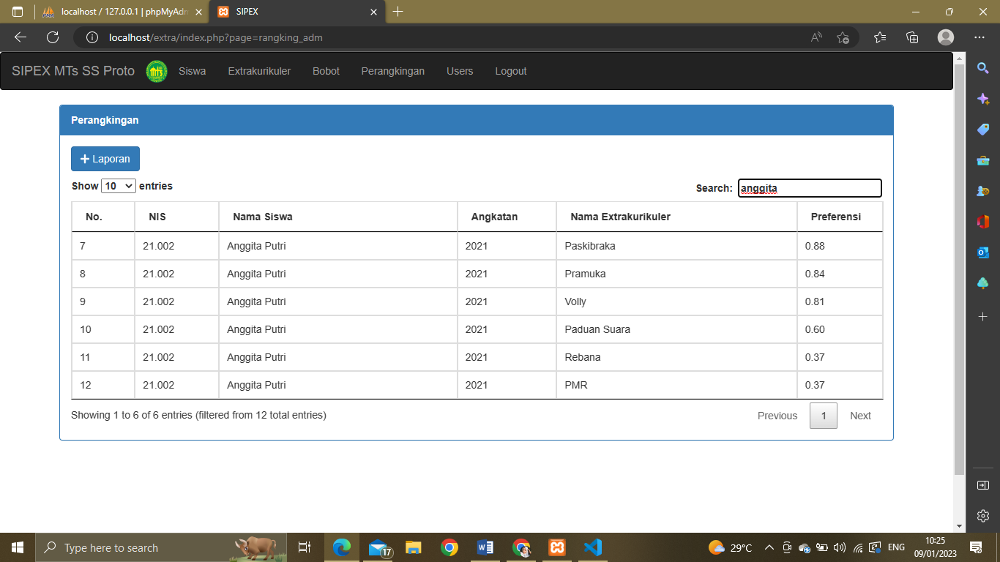 localhost / 127.0.0.1 | phpMyAdm
SIPEX
localhost/extra/index.php?page=rangking_adm
SIPEX MTs SS Proto Siswa Extrakurikuler Bobot Perangkingan Users Logout
Perangkingan
+ Laporan
Show 10 entries
Search: anggita
No. NIS Nama Siswa Angkatan Nama Extrakurikuler Preferensi
7 21.002 Anggita Putri 2021 Paskibraka 0.88
8 21.002 Anggita Putri 2021 Pramuka 0.84
9 21.002 Anggita Putri 2021 Volly 0.81
10 21.002 Anggita Putri 2021 Paduan Suara 0.60
11 21.002 Anggita Putri 2021 Rebana 0.37
12 21.002 Anggita Putri 2021 PMR 0.37
Showing 1 to 6 of 6 entries (filtered from 12 total entries)
Previous 1 Next
Type here to search
17
29°C
ENG
10:25
09/01/2023